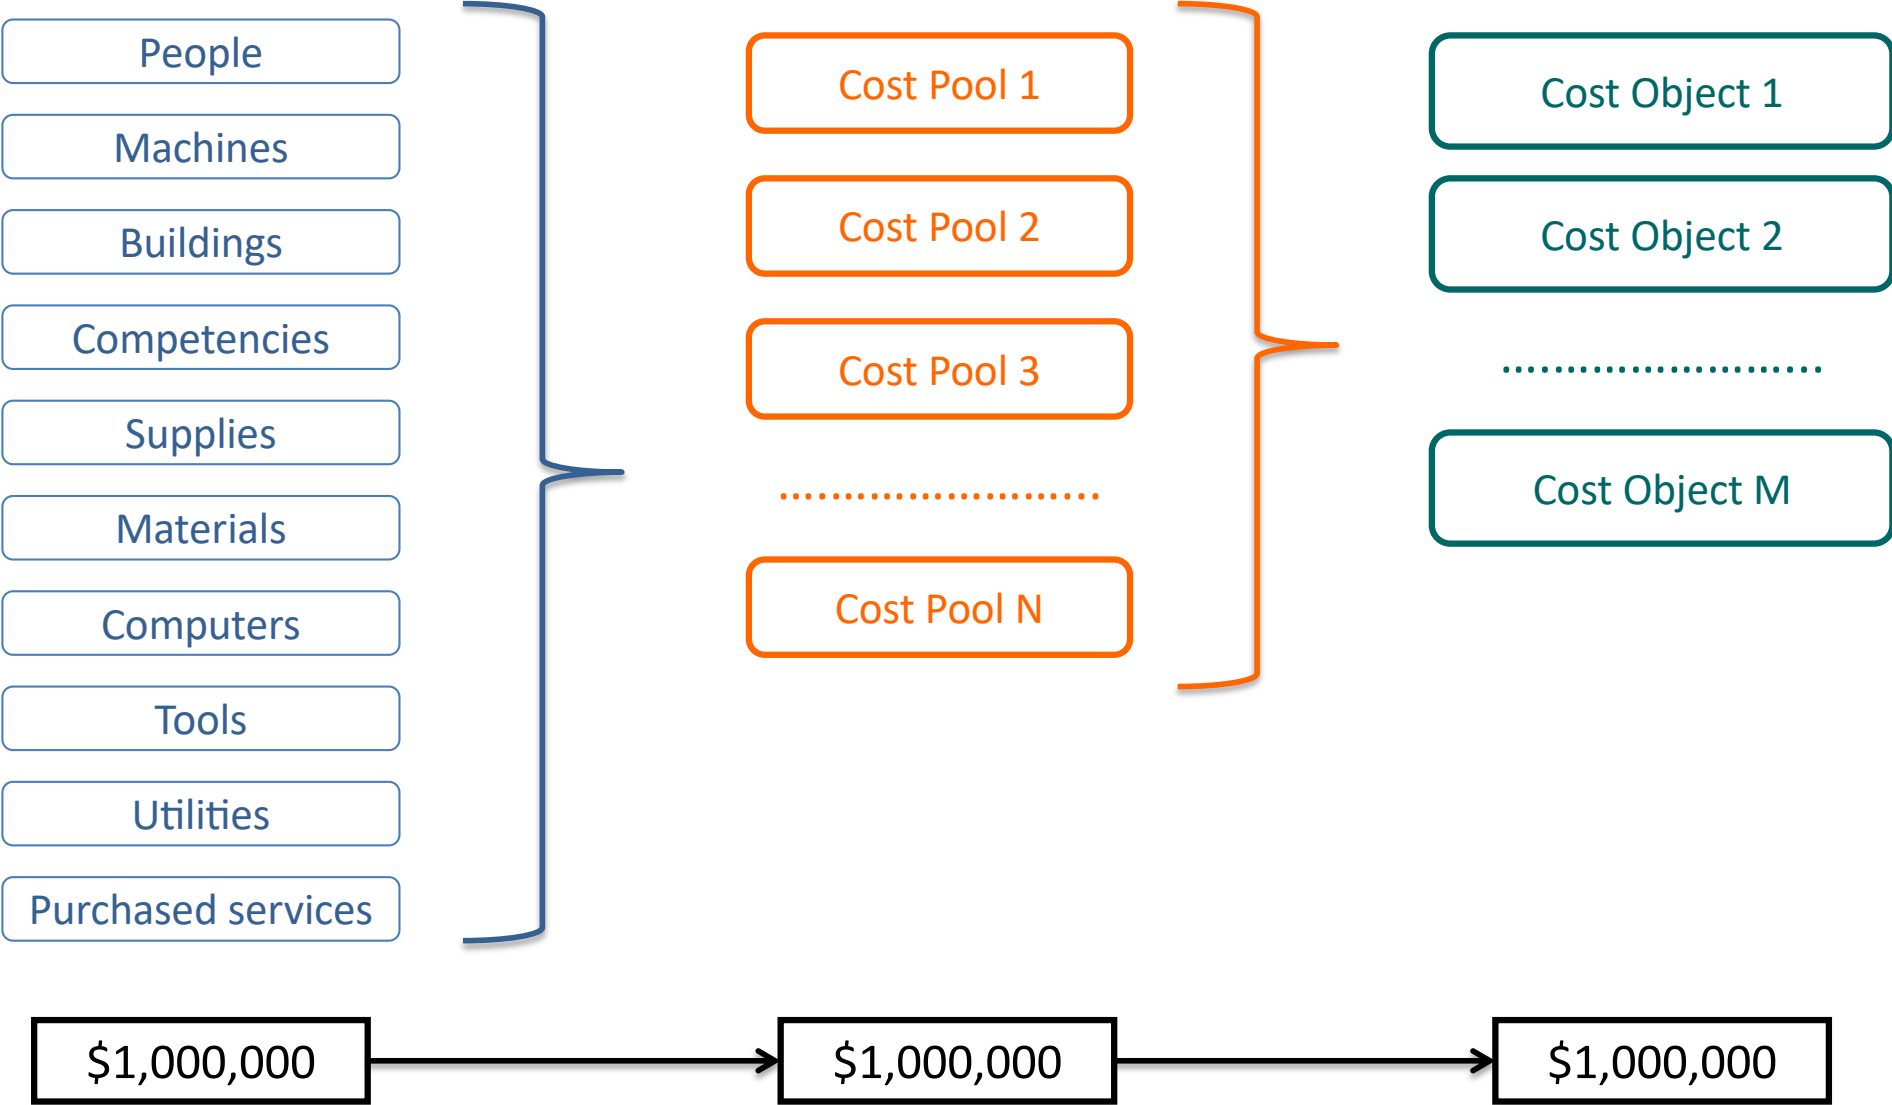 People
Machines
Buildings
Competencies
Supplies
Materials
Computers
Tools
Utilities
Purchased services
Cost Pool 1
Cost Pool 2
Cost Pool 3
Cost Pool N
Cost Object 1
Cost Object 2
Cost Object M
$1,000,000
$1,000,000
$1,000,000